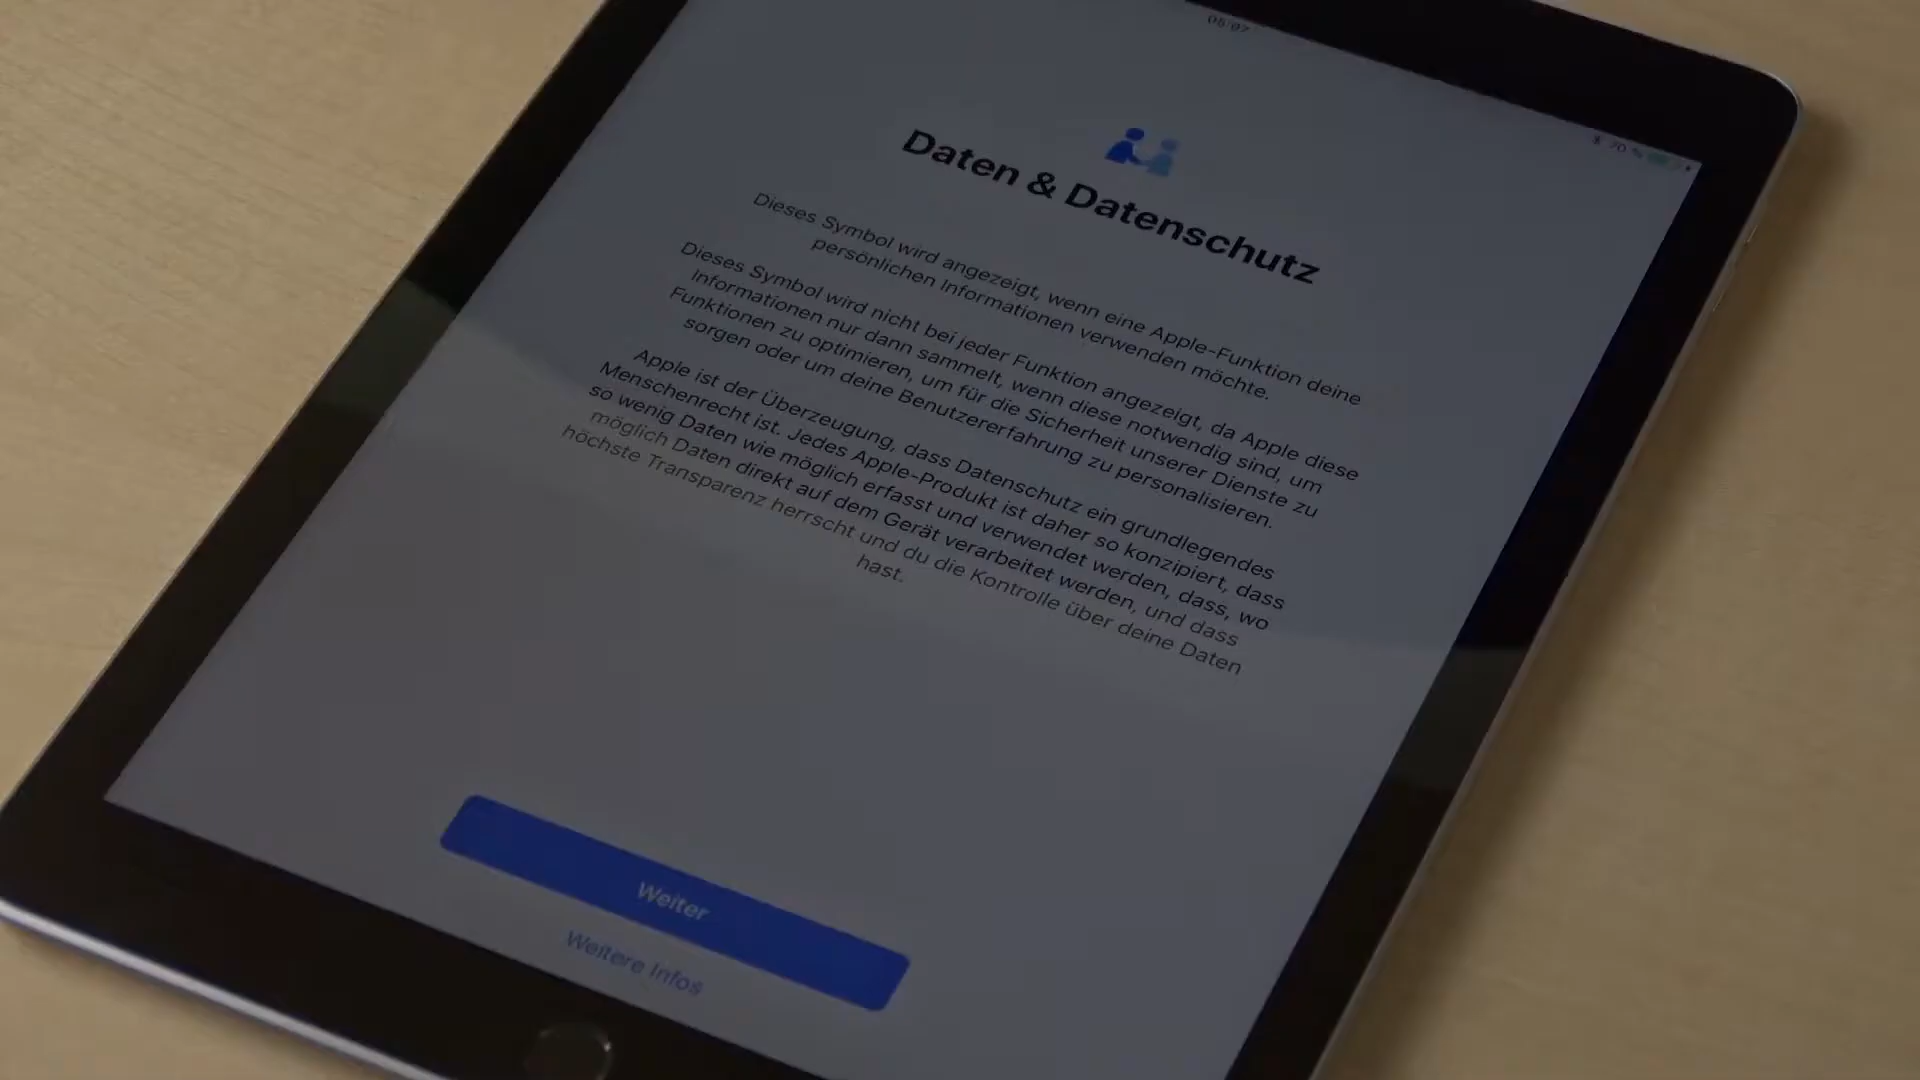 05:07
70 %
Daten & Datenschutz
Dieses Symbol wird angezeigt, wenn eine Apple-Funktion deine
persönlichen Informationen verwenden möchte.
Dieses Symbol wird nicht bei jeder Funktion angezeigt, da Apple diese
Informationen nur dann sammelt, wenn diese notwendig sind, um
Funktionen zu optimieren, um für die Sicherheit unserer Dienste zu
sorgen oder um deine Benutzererfahrung zu personalisieren.
Apple ist der Überzeugung, dass Datenschutz ein grundlegendes
Menschenrecht ist. Jedes Apple-Produkt ist daher so konzipiert, dass
so wenig Daten wie möglich erfasst und verwendet werden, dass, wo
möglich Daten direkt auf dem Gerät verarbeitet werden, und dass
höchste Transparenz herrscht und du die Kontrolle über deine Daten
hast.
Weiter
Weitere Infos